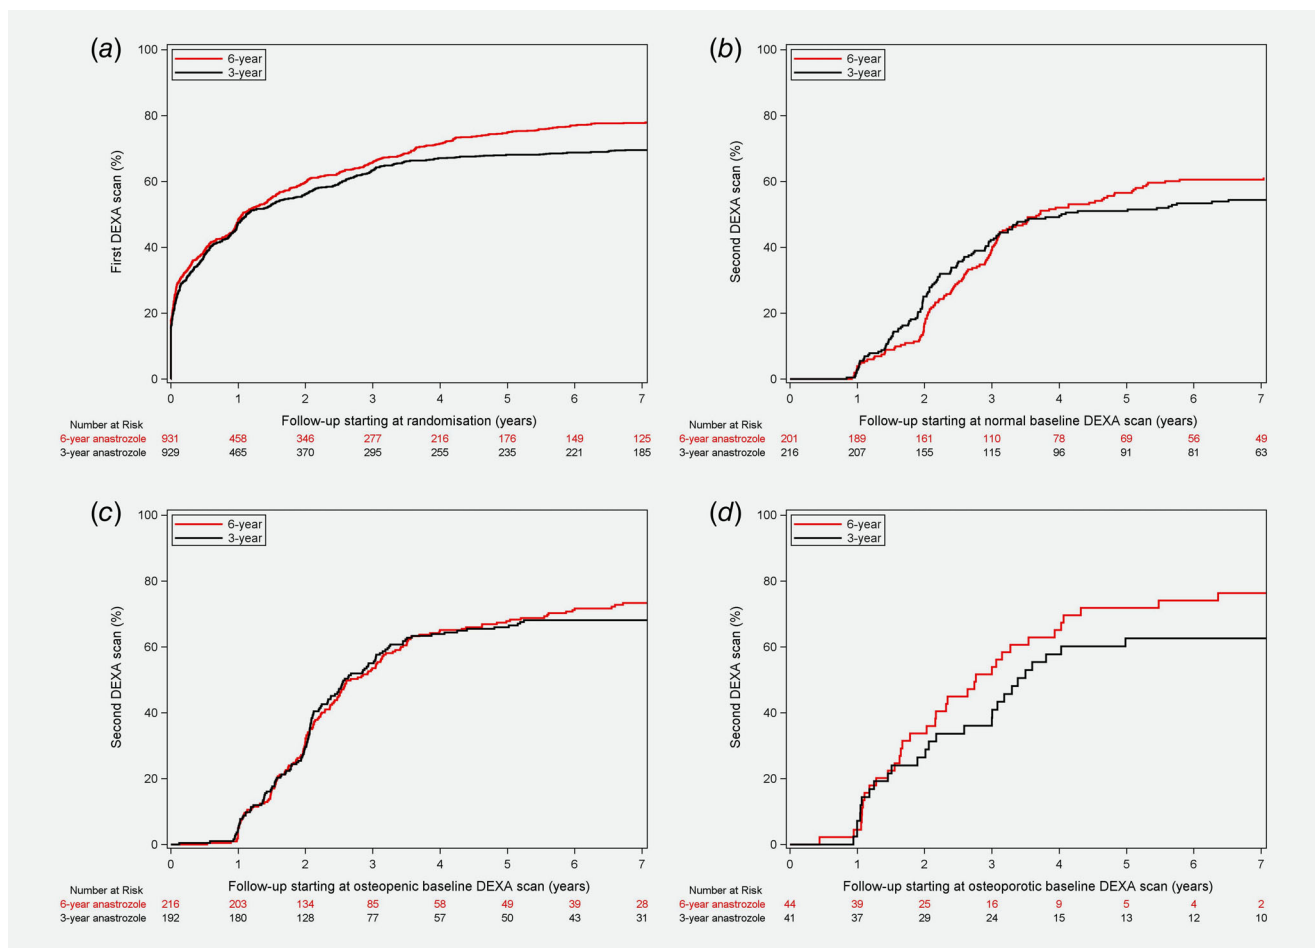 (a)
100
80
60
40
20
0
First DEXA scan (%)
6-year
3-year
0 1 2 3 4 5 6 7
Follow-up starting at randomisation (years)
Number at Risk
6-year anastrozole 931 458 346 277 216 176 149 125
3-year anastrozole 929 465 370 295 255 235 221 185
(b)
100
80
60
40
20
0
Second DEXA scan (%)
6-year
3-year
0 1 2 3 4 5 6 7
Follow-up starting at normal baseline DEXA scan (years)
Number at Risk
6-year anastrozole 201 189 161 110 78 69 56 49
3-year anastrozole 216 207 155 115 96 91 81 63
(c)
100
80
60
40
20
0
Second DEXA scan (%)
6-year
3-year
0 1 2 3 4 5 6 7
Follow-up starting at osteopenic baseline DEXA scan (years)
Number at Risk
6-year anastrozole 216 203 134 85 58 49 39 28
3-year anastrozole 192 180 128 77 57 50 43 31
(d)
100
80
60
40
20
0
Second DEXA scan (%)
6-year
3-year
0 1 2 3 4 5 6 7
Follow-up starting at osteoporotic baseline DEXA scan (years)
Number at Risk
6-year anastrozole 44 39 25 16 9 5 4 2
3-year anastrozole 41 37 29 24 15 13 12 10